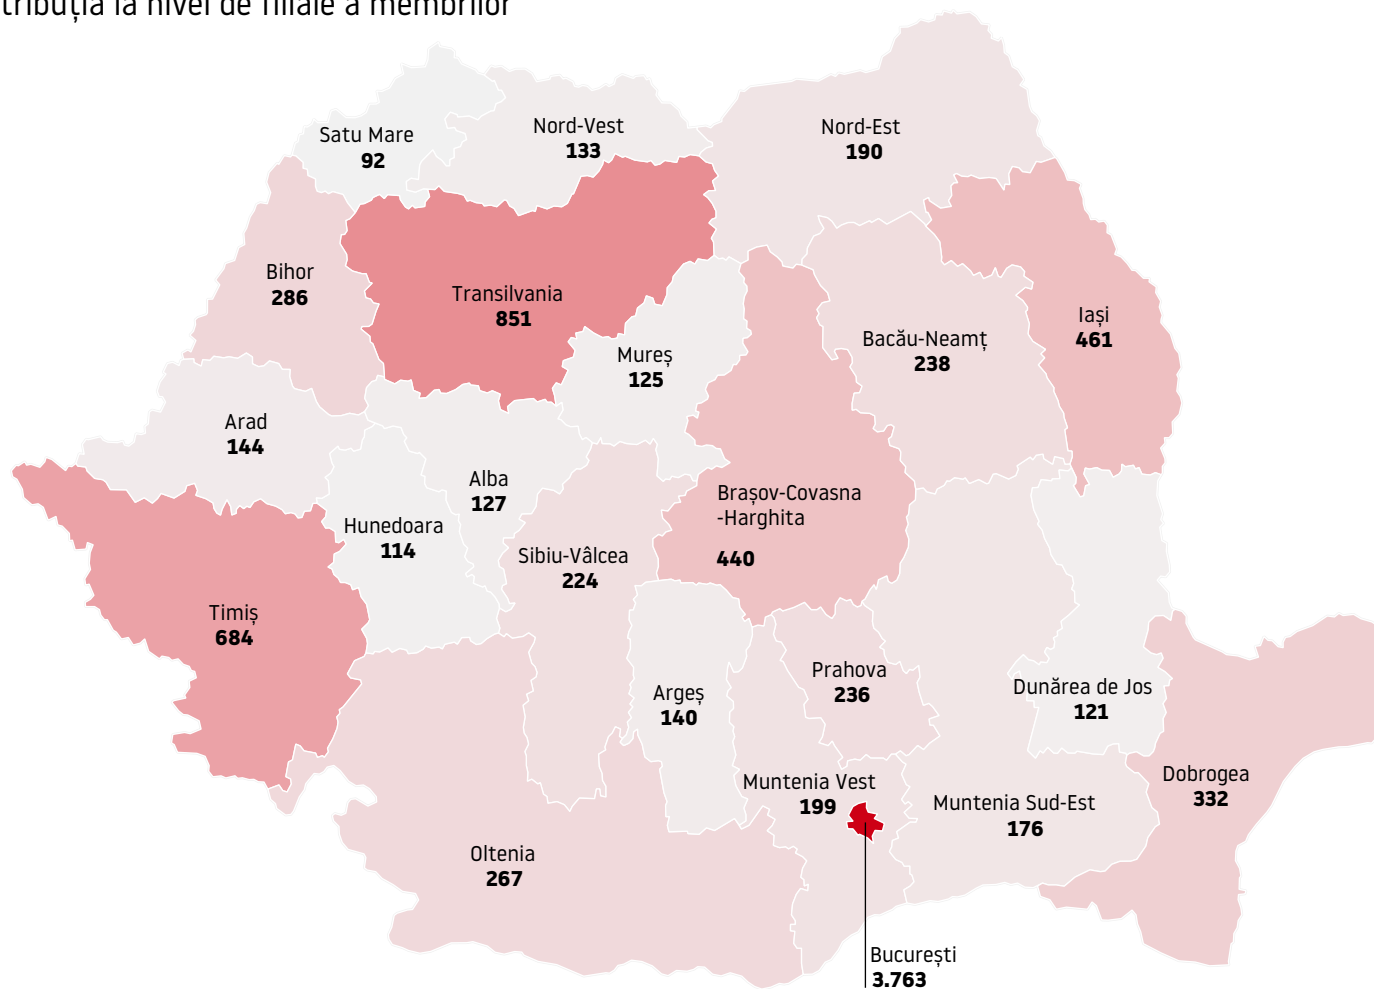 tribuția la nivel de filiale a membrilor
Satu Mare
92
Nord-Vest
133
Nord-Est
190
Bihor
286
Transilvania
851
Mureș
125
Bacău-Neamț
238
Iași
461
Arad
144
Alba
127
Hunedoara
114
Brașov-Covasna
-Harghita
440
Sibiu-Vâlcea
224
Timiș
684
Argeș
140
Prahova
236
Dunărea de Jos
121
Muntenia Vest
199
Muntenia Sud-Est
176
Dobrogea
332
Oltenia
267
București
3.763